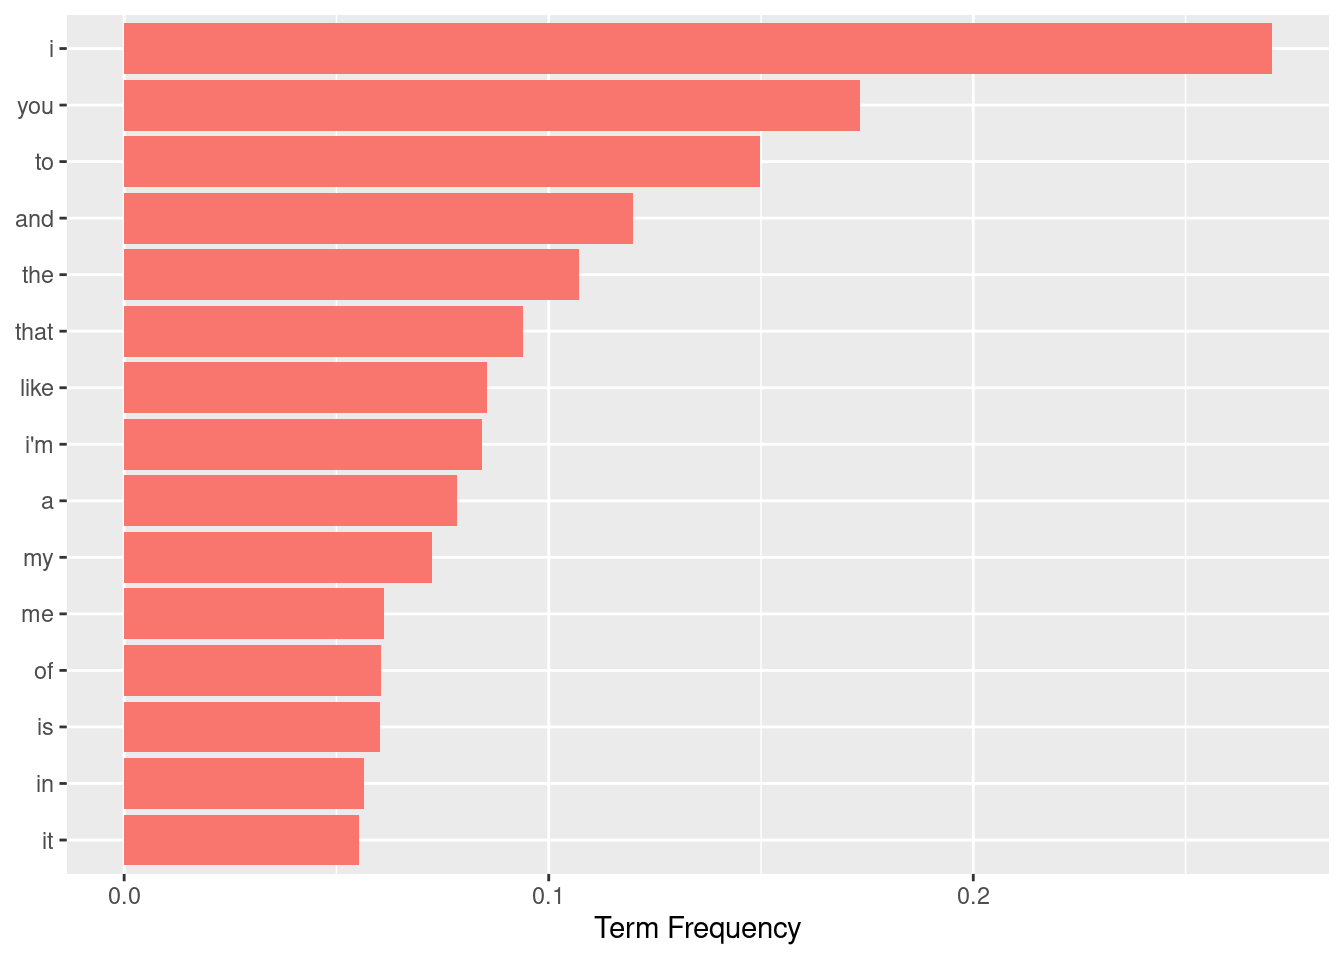 i
you
to
and
the
that
like
i'm
a
my
me
of
is
in
it
0.0 0.1 0.2
Term Frequency